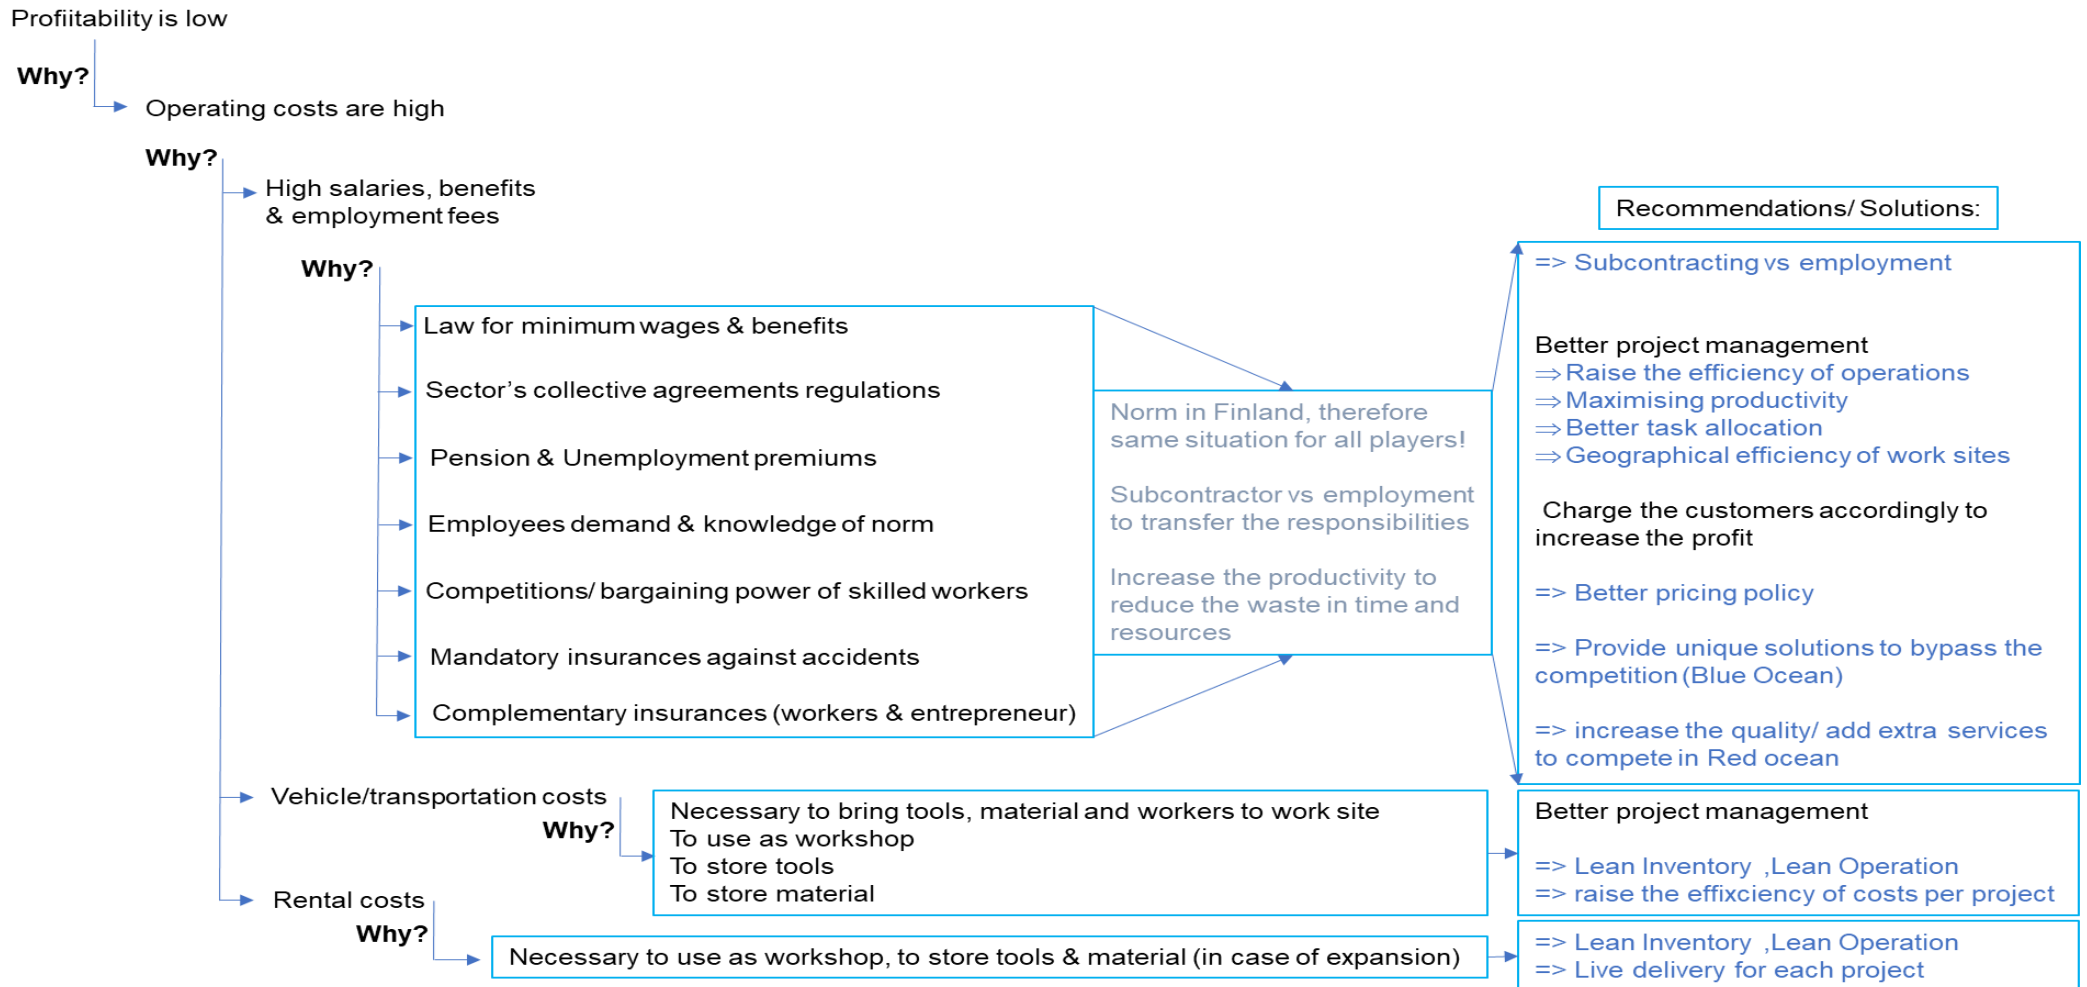 Profiitability is low
Why?
Operating costs are high
Why?
High salaries, benefits
& employment fees
Why?
Law for minimum wages & benefits
Sector's collective agreements regulations
Pension & Unemployment premiums
Employees demand & knowledge of norm
Competitions/ bargaining power of skilled workers
Mandatory insurances against accidents
Complementary insurances (workers & entrepreneur)
Norm in Finland, therefore
same situation for all players!
Subcontractor vs employment
to transfer the responsibilities
Increase the productivity to
reduce the waste in time and
resources
Recommendations/ Solutions:
=> Subcontracting vs employment
Better project management
⇒ Raise the efficiency of operations
⇒ Maximising productivity
⇒ Better task allocation
⇒ Geographical efficiency of work sites
Charge the customers accordingly to
increase the profit
=> Better pricing policy
=> Provide unique solutions to bypass the
competition (Blue Ocean)
=> increase the quality/ add extra services
to compete in Red ocean
Vehicle/transportation costs
Why?
Necessary to bring tools, material and workers to work site
To use as workshop
To store tools
To store material
Better project management
=> Lean Inventory ,Lean Operation
=> raise the effixciency of costs per project
Rental costs
Why?
Necessary to use as workshop, to store tools & material (in case of expansion)
=> Lean Inventory ,Lean Operation
=> Live delivery for each project